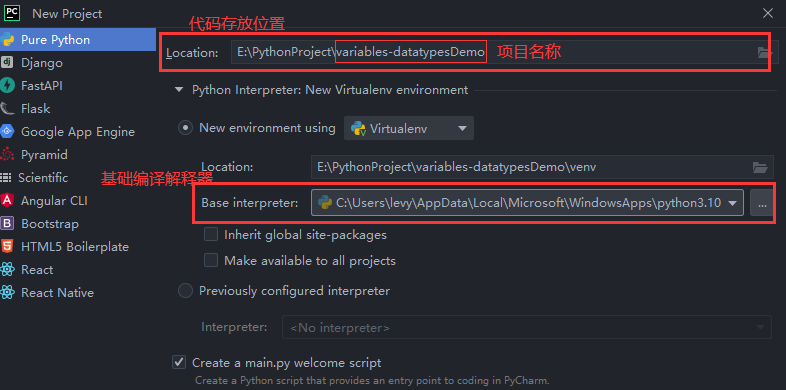 PC New Project
代码存放位置
Pure Python
Location: E:\PythonProject\variables-datatypesDemo 项目名称
dj Django
Python Interpreter: New Virtualenv environment
FastAPI
Flask
New environment using Virtualenv
Google App Engine
Pyramid
Location: E:\PythonProject\variables-datatypesDemo\venv
Scientific
基础编译解释器
Angular CLI
Base interpreter: C:\Users\levy\AppData\Local\Microsoft\WindowsApps\python3.10 ...
Bootstrap
Inherit global site-packages
HTML5 Boilerplate
Make available to all projects
React
React Native
Previously configured interpreter
Interpreter: <No interpreter>
Create a main.py welcome script
Create a Python script that provides an entry point to coding in PyCharm.